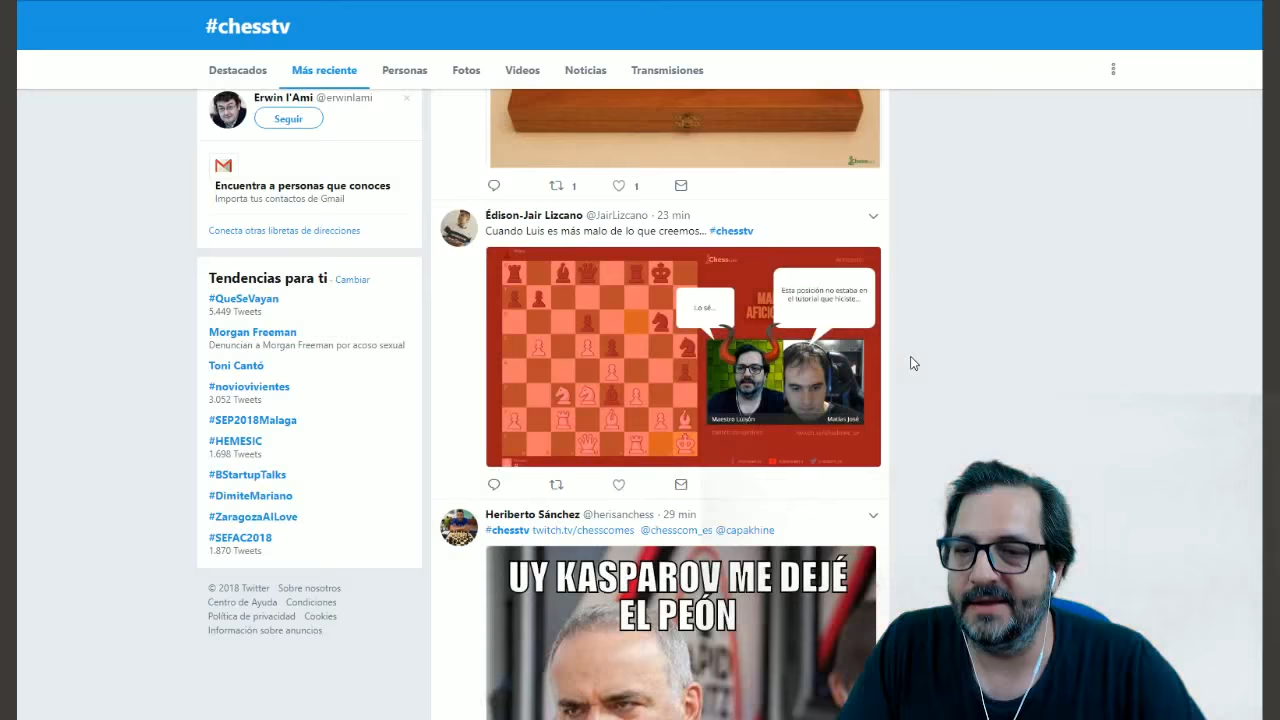 #chesstv
Destacados Más reciente Personas Fotos Videos Noticias Transmisiones
Erwin l'Ami @erwinlami
Seguir
Encuentra a personas que conoces
Importa tus contactos de Gmail
Conecta otras libretas de direcciones
Tendencias para ti · Cambiar
#QueSeVayan
5.449 Tweets
Morgan Freeman
Denuncian a Morgan Freeman por acoso sexual
Toni Cantó
#noviovivientes
3.052 Tweets
#SEP2018Malaga
#HEMESIC
1.698 Tweets
#BStartupTalks
#DimiteMariano
#ZaragozaAILove
#SEFAC2018
1.870 Tweets
© 2018 Twitter Sobre nosotros
Centro de Ayuda Condiciones
Política de privacidad Cookies
Información sobre anuncios
1 1
Édison-Jair Lizcano @JairLizcano · 23 min
Cuando Luis es más malo de lo que creemos... #chesstv
Chess
Lo sé...
Esta posición no estaba en
el tutorial que hiciste...
Maestro Luisón
Matías José
Heriberto Sánchez @herisanchess · 29 min
#chesstv twitch.tv/chesscomes @chesscom_es @capakhine
UY KASPAROV ME DEJÉ
EL PEÓN